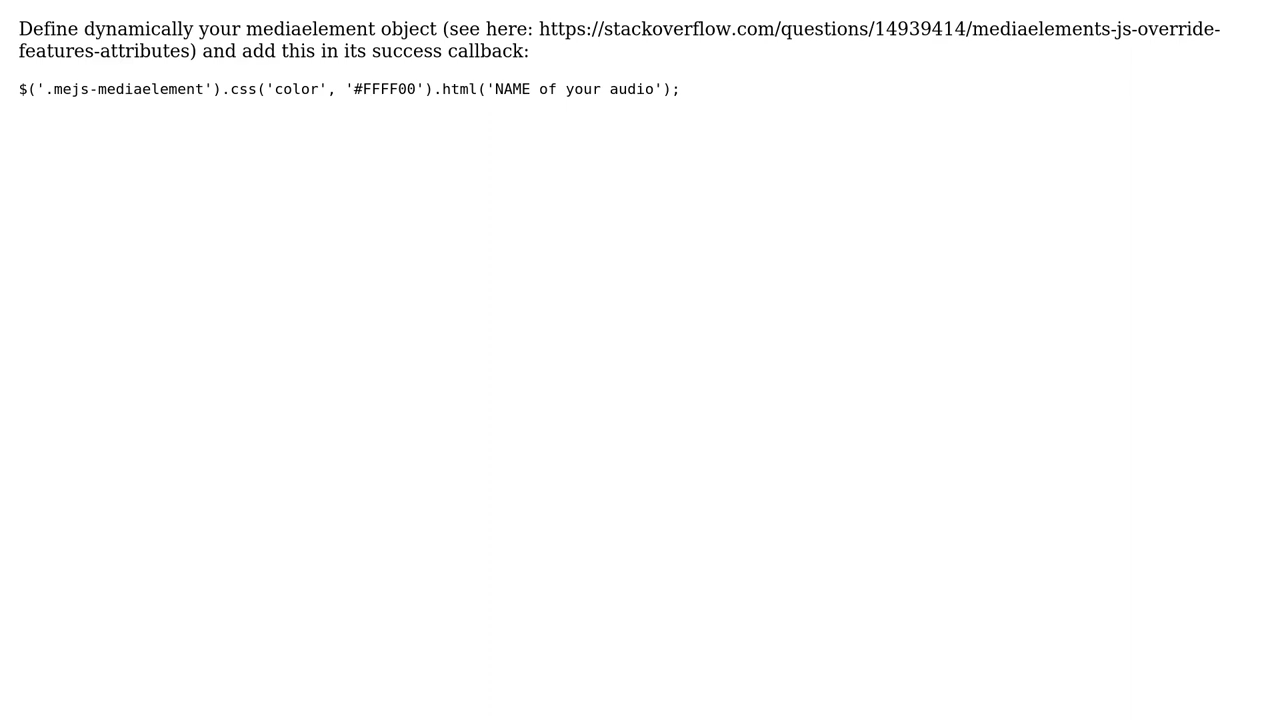 Define dynamically your mediaelement object (see here: https://stackoverflow.com/questions/14939414/mediaelements-js-override-
features-attributes) and add this in its success callback:
$('.mejs-mediaelement').css('color', '#FFFF00').html('NAME of your audio');